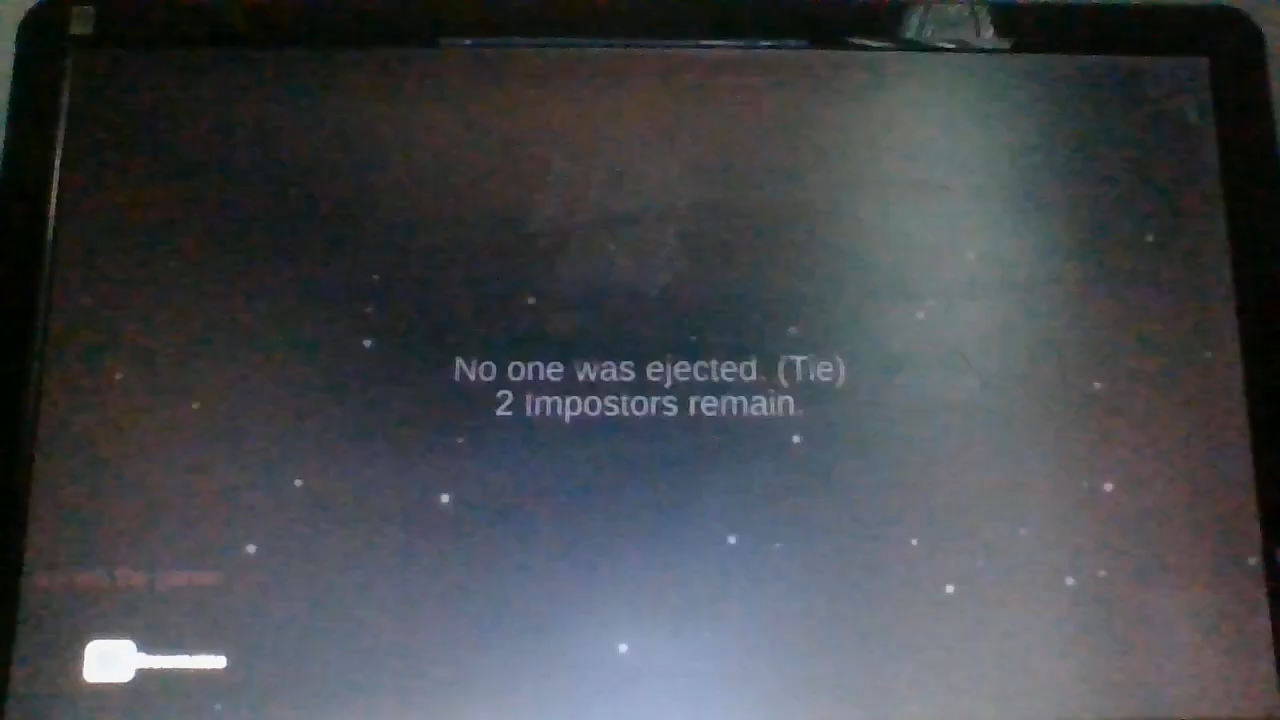 No one was ejected. (Tie)
2 Impostors remain.